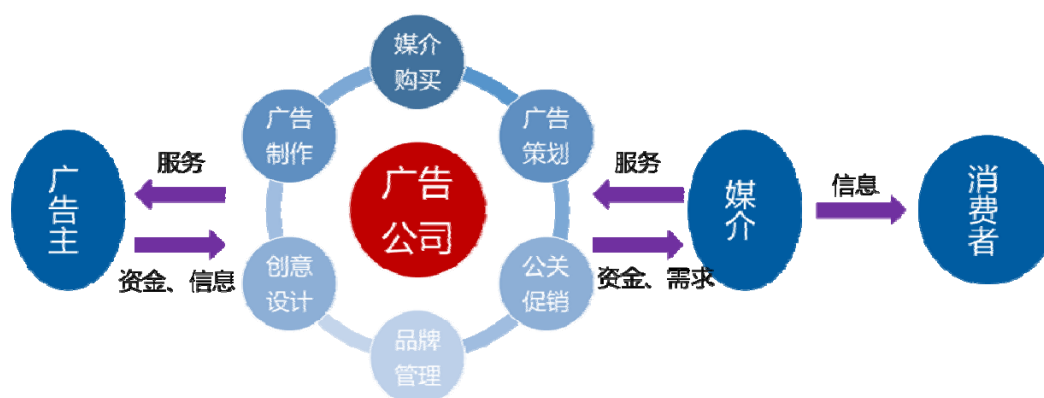 广告主
服务
资金、信息
媒介
购买
广告
策划
公关
促销
品牌
管理
创意
设计
广告
制作
广告
公司
服务
资金、需求
媒介
信息
消费者